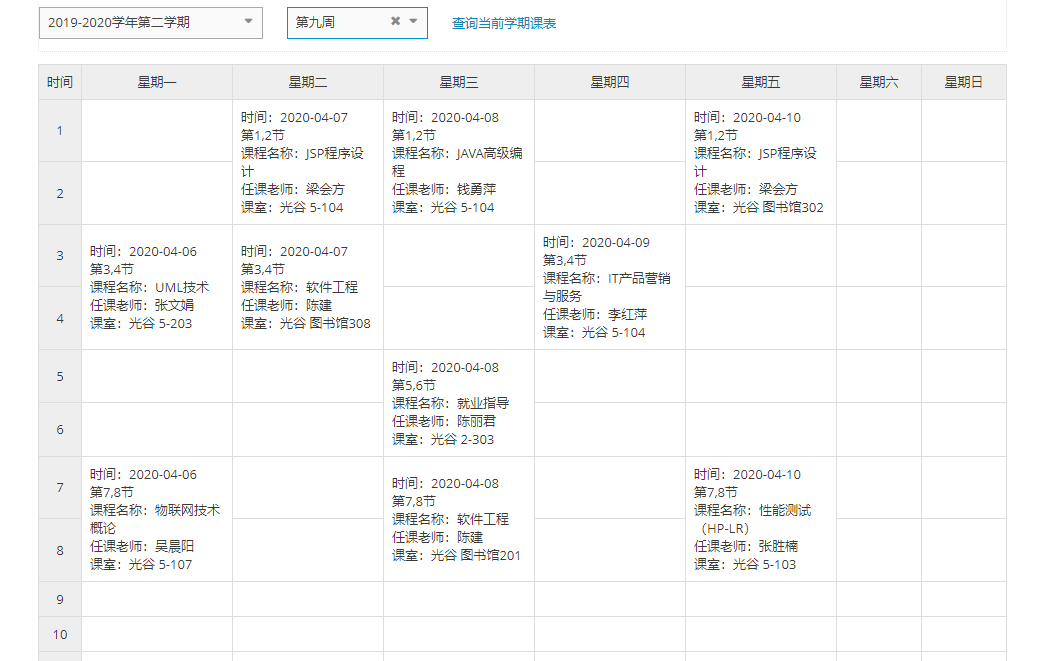 2019-2020学年第二学期
第九周
查询当前学期课表
时间 星期一 星期二 星期三 星期四 星期五 星期六 星期日
1
时间：2020-04-07
第1,2节
课程名称：JSP程序设
计
任课老师：梁会方
课室：光谷 5-104
时间：2020-04-08
第1,2节
课程名称：JAVA高级编
程
任课老师：钱勇萍
课室：光谷 5-104
时间：2020-04-10
第1,2节
课程名称：JSP程序设
计
任课老师：梁会方
课室：光谷 图书馆302
2
3
时间：2020-04-06
第3,4节
课程名称：UML技术
任课老师：张文娟
课室：光谷 5-203
时间：2020-04-07
第3,4节
课程名称：软件工程
任课老师：陈建
课室：光谷 图书馆308
时间：2020-04-09
第3,4节
课程名称：IT产品营销
与服务
任课老师：李红萍
课室：光谷 5-104
4
5
时间：2020-04-08
第5,6节
课程名称：就业指导
任课老师：陈丽君
课室：光谷 2-303
6
7
时间：2020-04-06
第7,8节
课程名称：物联网技术
概论
任课老师：吴晨阳
课室：光谷 5-107
时间：2020-04-08
第7,8节
课程名称：软件工程
任课老师：陈建
课室：光谷 图书馆201
时间：2020-04-10
第7,8节
课程名称：性能测试
（HP-LR）
任课老师：张胜楠
课室：光谷 5-103
8
9
10